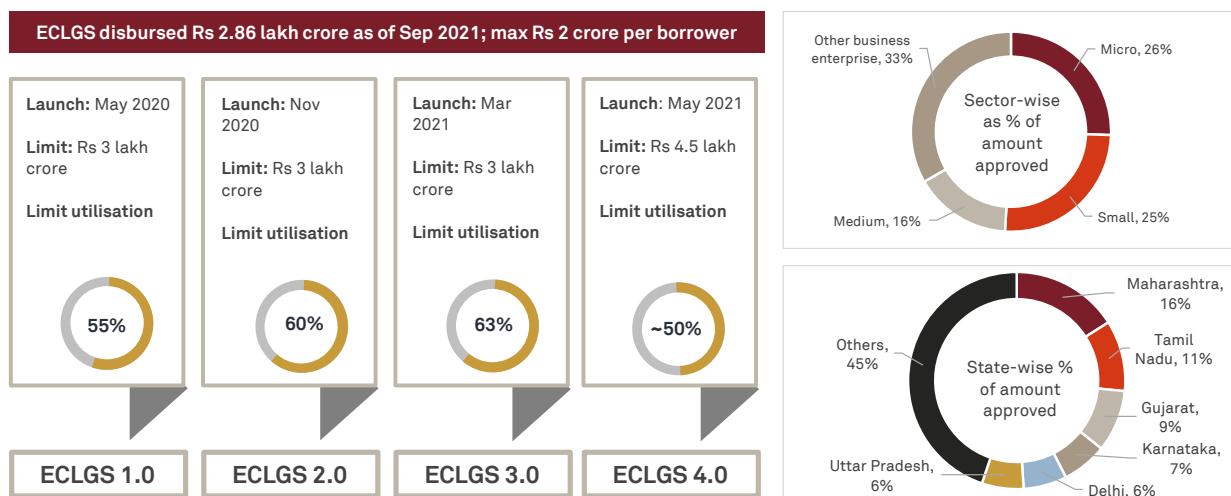 ECLGS disbursed Rs 2.86 lakh crore as of Sep 2021; max Rs 2 crore per borrower
Launch: May 2020
Limit: Rs 3 lakh
crore
Limit utilisation
55%
ECLGS 1.0
Launch: Nov
2020
Limit: Rs 3 lakh
crore
Limit utilisation
60%
ECLGS 2.0
Launch: Mar
2021
Limit: Rs 3 lakh
crore
Limit utilisation
63%
ECLGS 3.0
Launch: May 2021
Limit: Rs 4.5 lakh
crore
Limit utilisation
~50%
ECLGS 4.0
Other business
enterprise, 33%
Micro, 26%
Sector-wise
as % of
amount
approved
Medium, 16%
Small, 25%
Maharashtra,
16%
Others,
45%
Tamil
Nadu, 11%
State-wise %
of amount
approved
Gujarat,
9%
Karnataka,
7%
Uttar Pradesh,
6%
Delhi, 6%